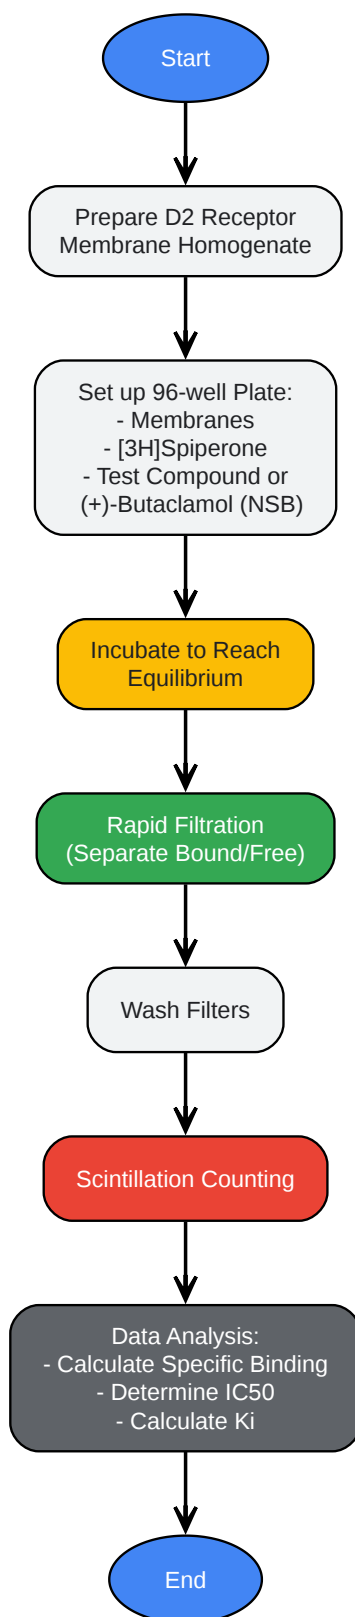 Start
Prepare D2 Receptor
Membrane Homogenate
Set up 96-well Plate:
- Membranes
- [3H]Spiperone
- Test Compound or
(+)-Butaclamol (NSB)
Incubate to Reach
Equilibrium
Rapid Filtration
(Separate Bound/Free)
Wash Filters
Scintillation Counting
Data Analysis:
- Calculate Specific Binding
- Determine IC50
- Calculate Ki
End